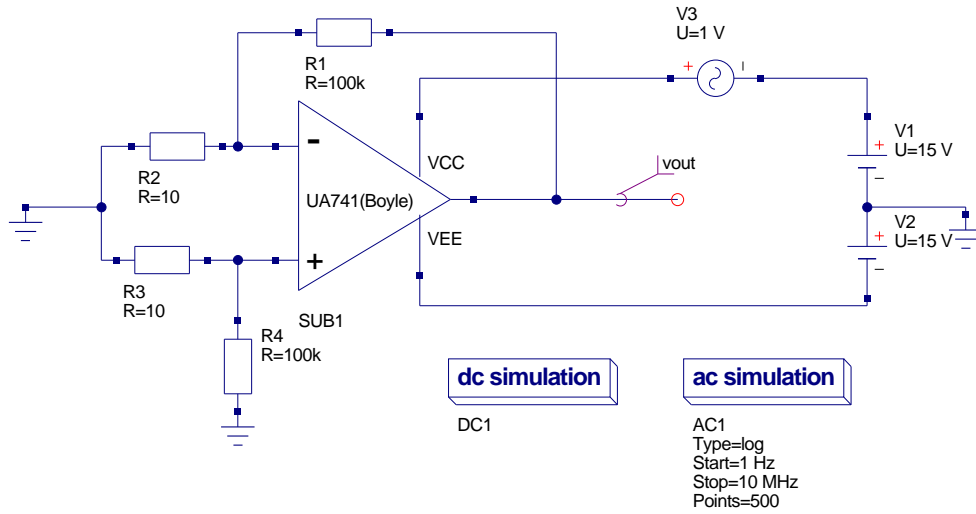 V3
U=1 V
R1
R=100k
+
V1
U=15 V
+
-
VCC
vout
R2
R=10
UA741(Boyle)
V2
U=15 V
VEE
+
-
+
R3
R=10
SUB1
R4
R=100k
dc simulation
ac simulation
DC1
AC1
Type=log
Start=1 Hz
Stop=10 MHz
Points=500